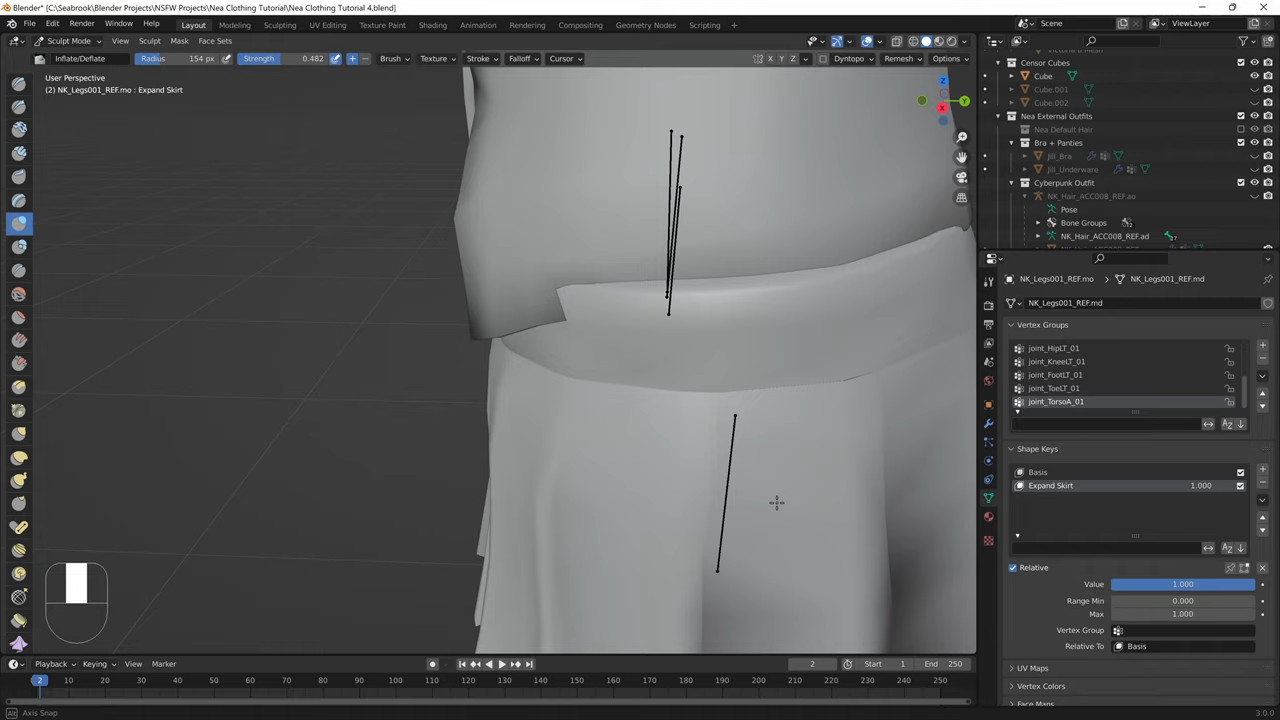 Blender* [C:\Seabrook\Blender Projects\NSFW Projects\Nea Clothing Tutorial\Nea Clothing Tutorial 4.blend]
File Edit Render Window Help Layout Modeling Sculpting UV Editing Texture Paint Shading Animation Rendering Compositing Geometry Nodes Scripting + Scene ViewLayer
Sculpt Mode View Sculpt Mask Face Sets
Inflate/Deflate Radius 154 px Strength 0.482 Brush Texture Stroke Falloff Cursor X Y Z Dyntopo Remesh Options
User Perspective
(2) NK_Legs001_REF.mo : Expand Skirt
Z
Y
X
Censor Cubes
Cube
Cube.001
Cube.002
Nea External Outfits
Nea Default Hair
Bra + Panties
Jill_Bra
Jill_Underware
Cyberpunk Outfit
NK_Hair_ACC008_REF.ao
Pose
Bone Groups
NK_Hair_ACC008_REF.ad
NK_Legs001_REF.mo NK_Legs001_REF.md
NK_Legs001_REF.md
Vertex Groups
joint_HipLT_01
joint_KneeLT_01
joint_FootLT_01
joint_ToeLT_01
joint_TorsoA_01
Shape Keys
Basis
Expand Skirt 1.000
Relative
Value 1.000
Range Min 0.000
Max 1.000
Vertex Group
Relative To Basis
UV Maps
Vertex Colors
Face Maps
Playback Keying View Marker 2 Start 1 End 250
2 10 20 30 40 50 60 70 80 90 100 110 120 130 140 150 160 170 180 190 200 210 220 230 240 250
Axis Snap 3.0.0